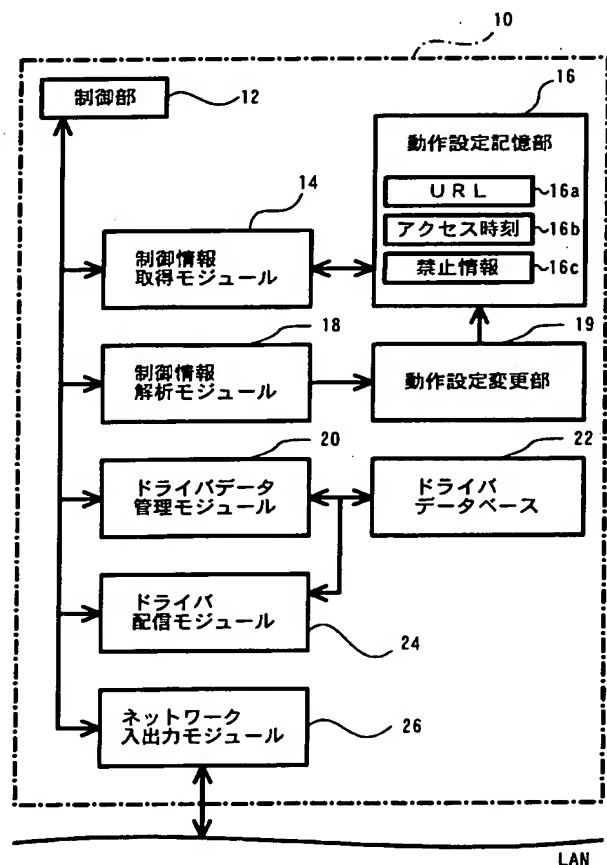 10
制御部
12
16
動作設定記憶部
URL
16a
アクセス時刻
16b
禁止情報
16c
14
制御情報
取得モジュール
18
制御情報
解析モジュール
19
動作設定変更部
20
ドライバデータ
管理モジュール
22
ドライバ
データベース
ドライバ
配信モジュール
24
ネットワーク
入出力モジュール
26
LAN